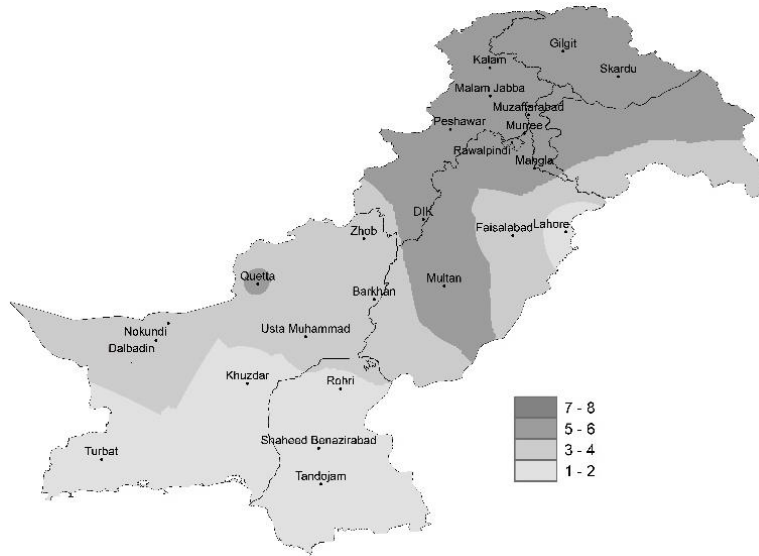 Gilgit
Kalam
Skardu
Malam Jabba
Muzaffarabad
Peshawar
Murree
Rawalpindi
Mangla
DIK
Faisalabad
Lahore
Zhob
Quetta
Multan
Barkhan
Nokundi
Usta Muhammad
Dalbadin
Khuzdar
Rohri
7 - 8
5 - 6
3 - 4
1 - 2
Shaheed Benazirabad
Turbat
Tandojam